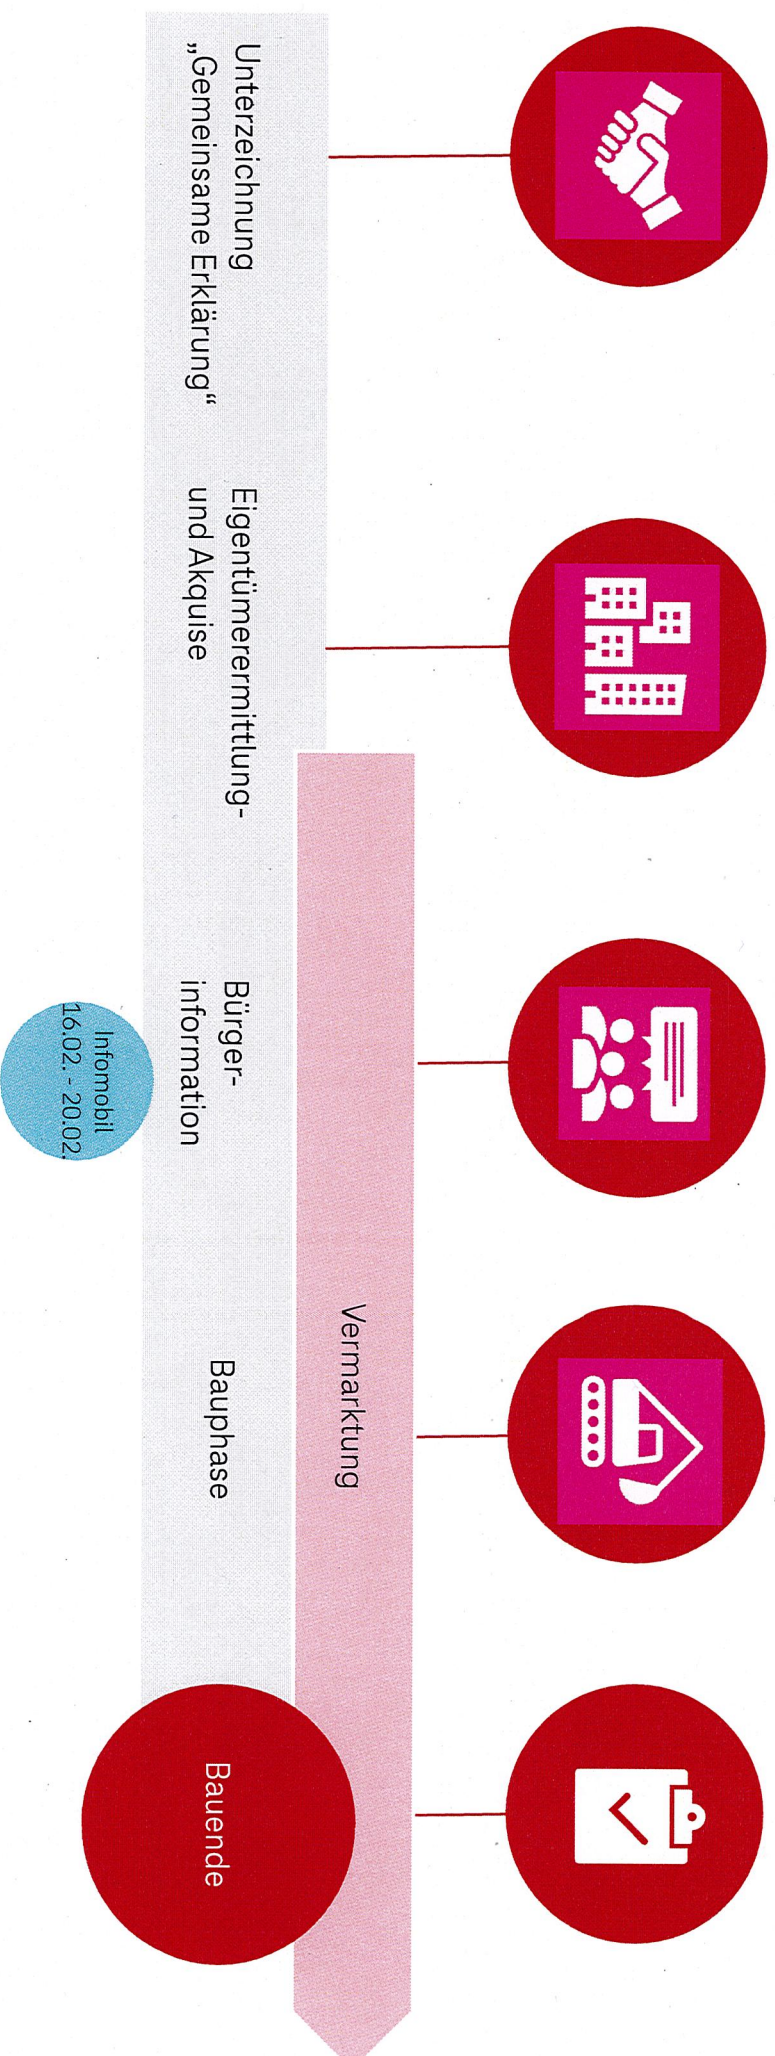 Unterzeichnung
„Gemeinsame Erklärung“
Eigentümerermittlung-
und Akquise
Bürger-
information
Bauphase
Bauende
Vermarktung
Infomobil
16.02. - 20.02.